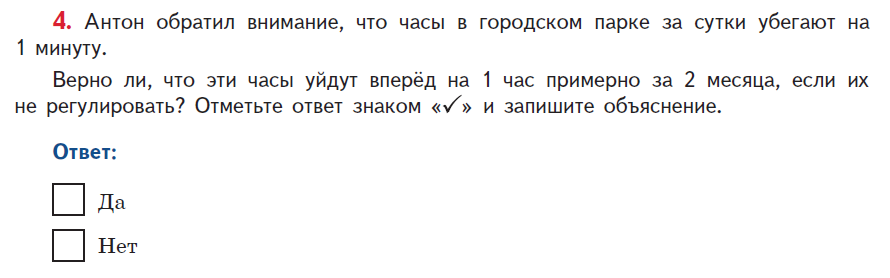 4. Антон обратил внимание, что часы в городском парке за сутки убегают на
1 минуту.
Верно ли, что эти часы уйдут вперёд на 1 час примерно за 2 месяца, если их
не регулировать? Отметьте ответ знаком «✓» и запишите объяснение.
Ответ:
Да
Нет